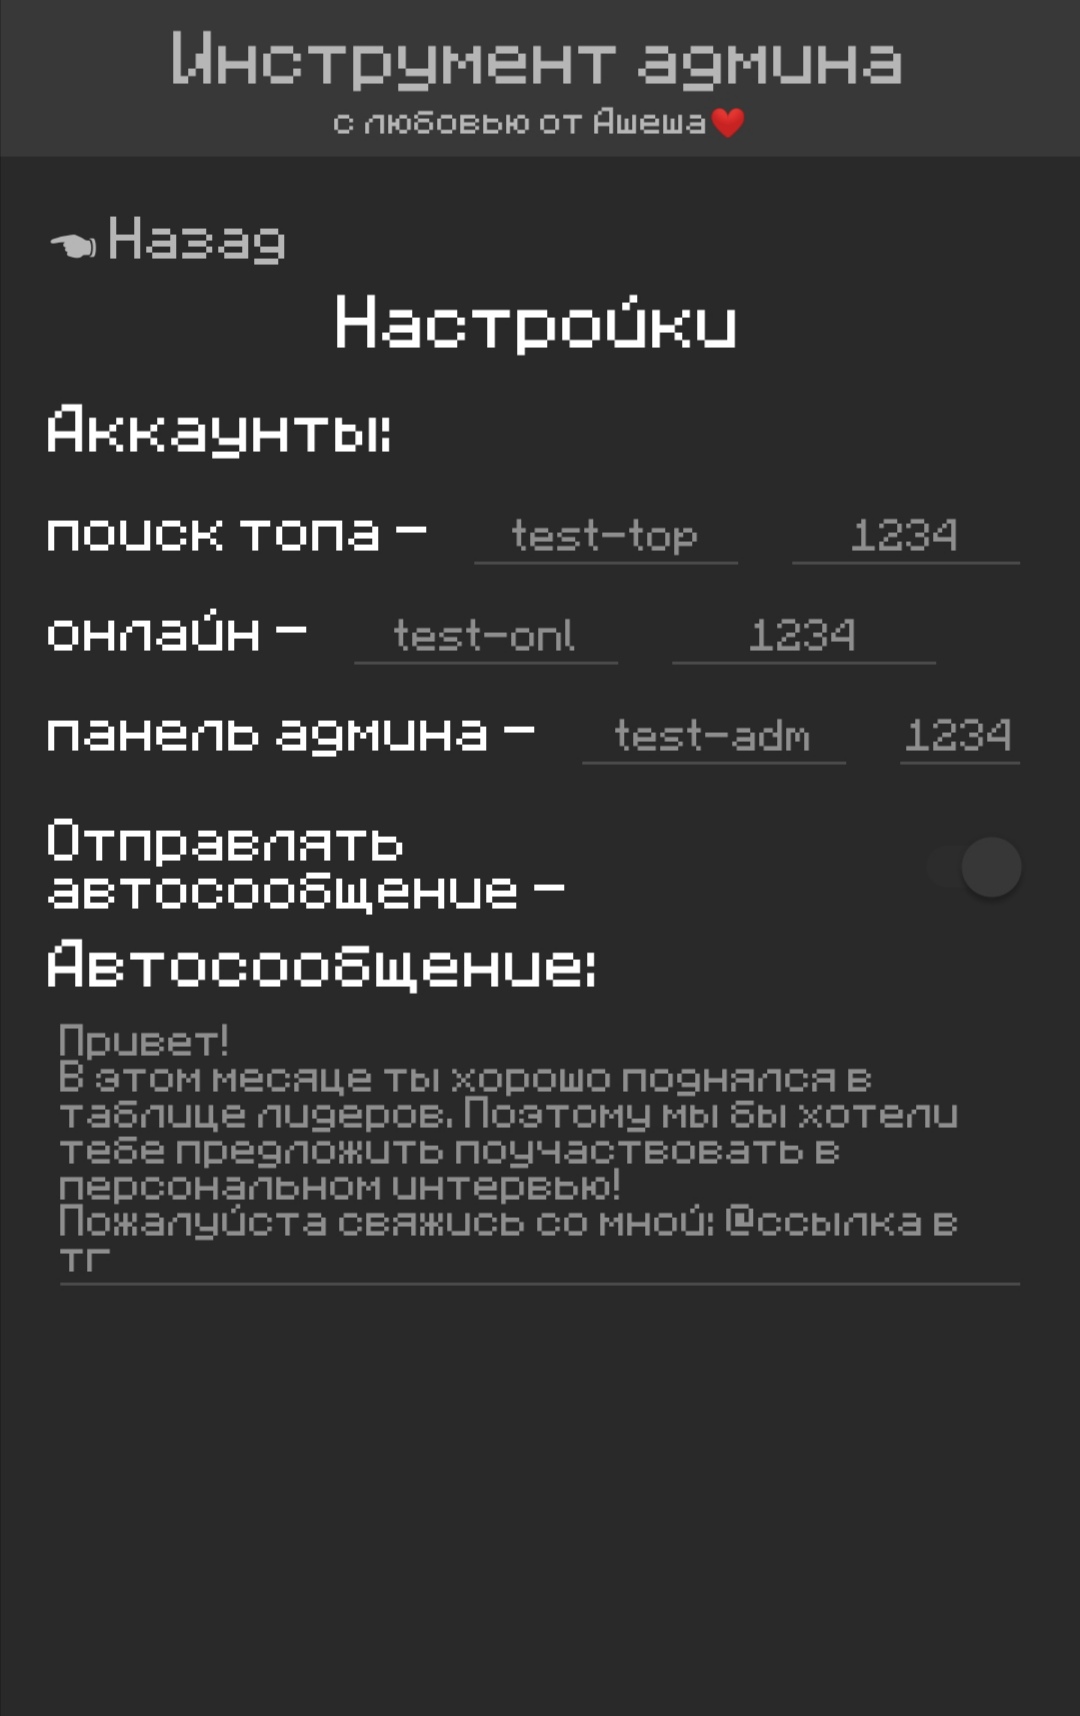 Инструмент админа
с любовью от Ашеша❤️
Назад
Настройки
Аккаунты:
поиск топа – test-top 1234
онлайн – test-onl 1234
панель админа – test-adm 1234
Отправлять
автосообщение –
Автосообщение:
Привет!
В этом месяце ты хорошо поднялся в
таблице лидеров. Поэтому мы бы хотели
тебе предложить поучаствовать в
персональном интервью!
Пожалуйста свяжись со мной: @ссылка в
тг